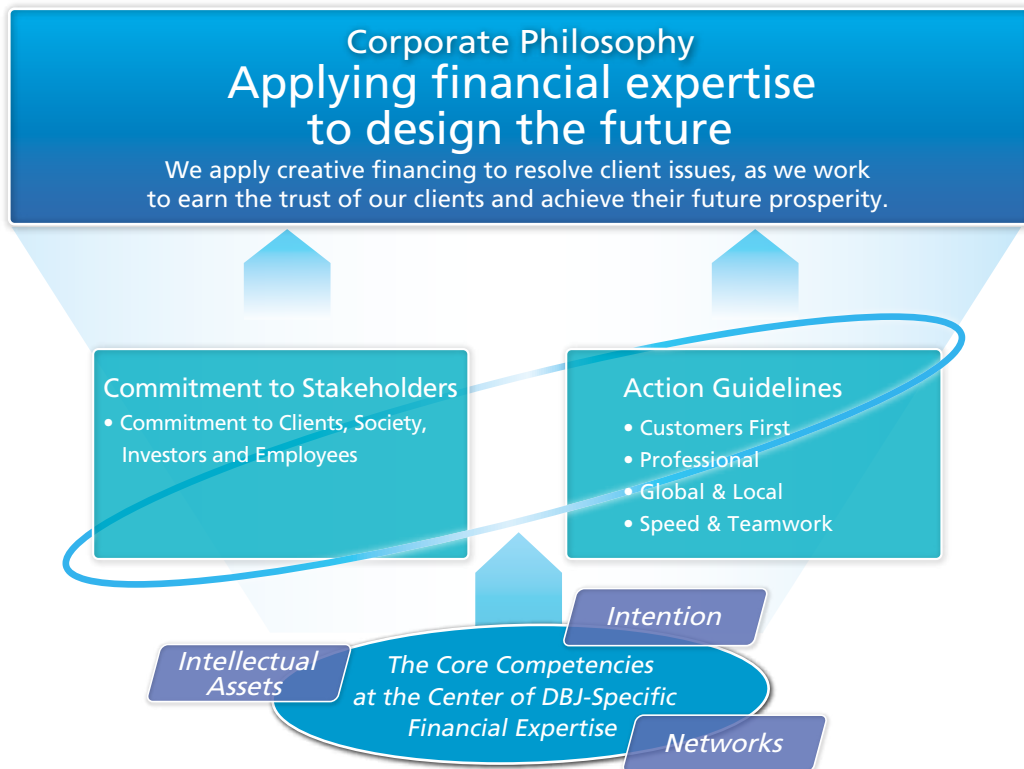 Corporate Philosophy
Applying financial expertise
to design the future
We apply creative financing to resolve client issues, as we work
to earn the trust of our clients and achieve their future prosperity.
Commitment to Stakeholders
• Commitment to Clients, Society,
Investors and Employees
Action Guidelines
• Customers First
• Professional
• Global & Local
• Speed & Teamwork
Intention
Intellectual
Assets
The Core Competencies
at the Center of DBJ-Specific
Financial Expertise
Networks